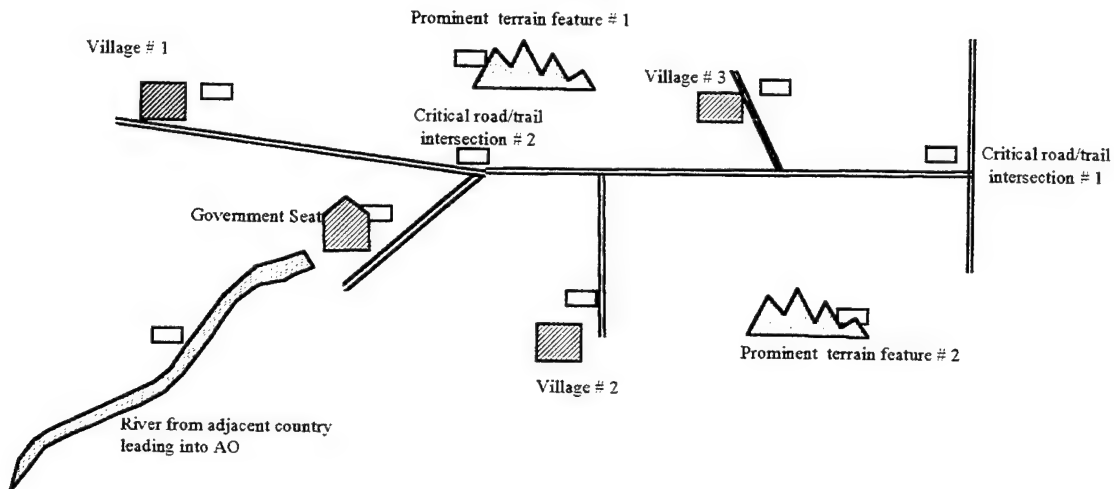 Prominent terrain feature # 1
Village # 1
Village # 3
Critical road/trail
intersection # 2
Critical road/trail
intersection # 1
Government Seat
Prominent terrain feature # 2
Village # 2
River from adjacent country
leading into AO